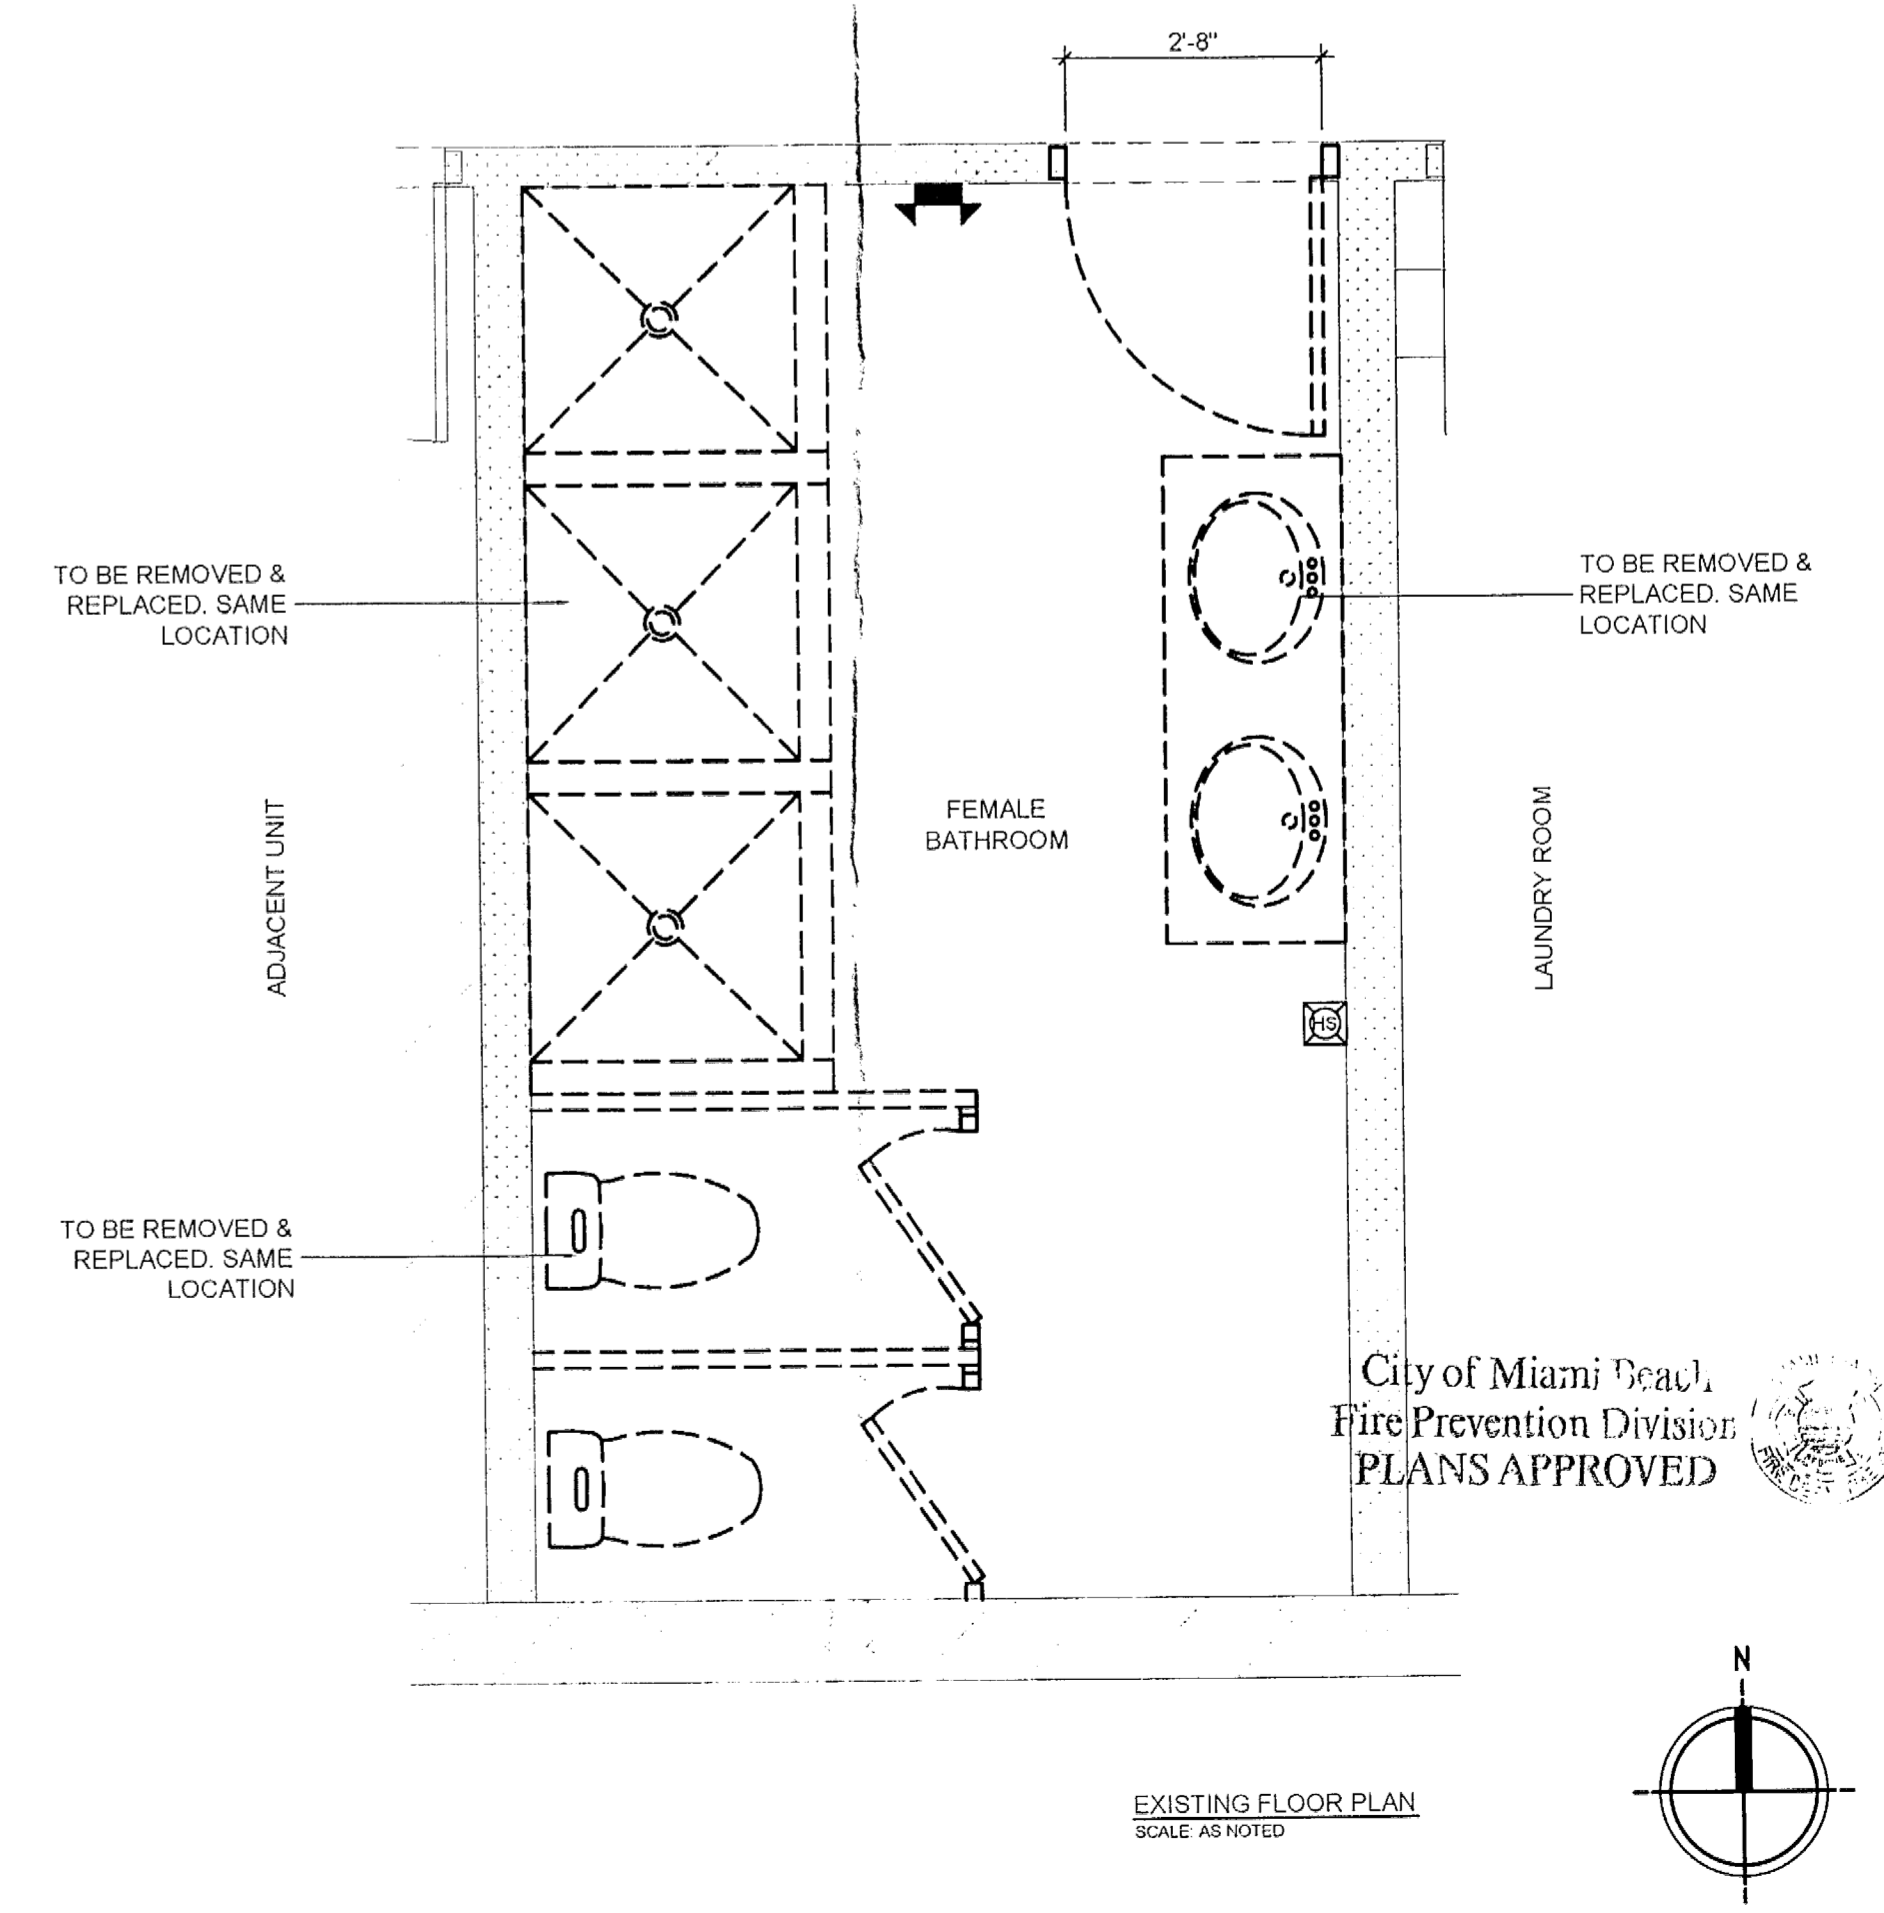 2'-8"
TO BE REMOVED &
REPLACED. SAME
LOCATION
TO BE REMOVED &
REPLACED. SAME
LOCATION
ADJACENT UNIT
FEMALE
BATHROOM
LAUNDRY ROOM
HS
TO BE REMOVED &
REPLACED. SAME
LOCATION
City of Miami Beach
Fire Prevention Division
PLANS APPROVED
N
EXISTING FLOOR PLAN
SCALE: AS NOTED